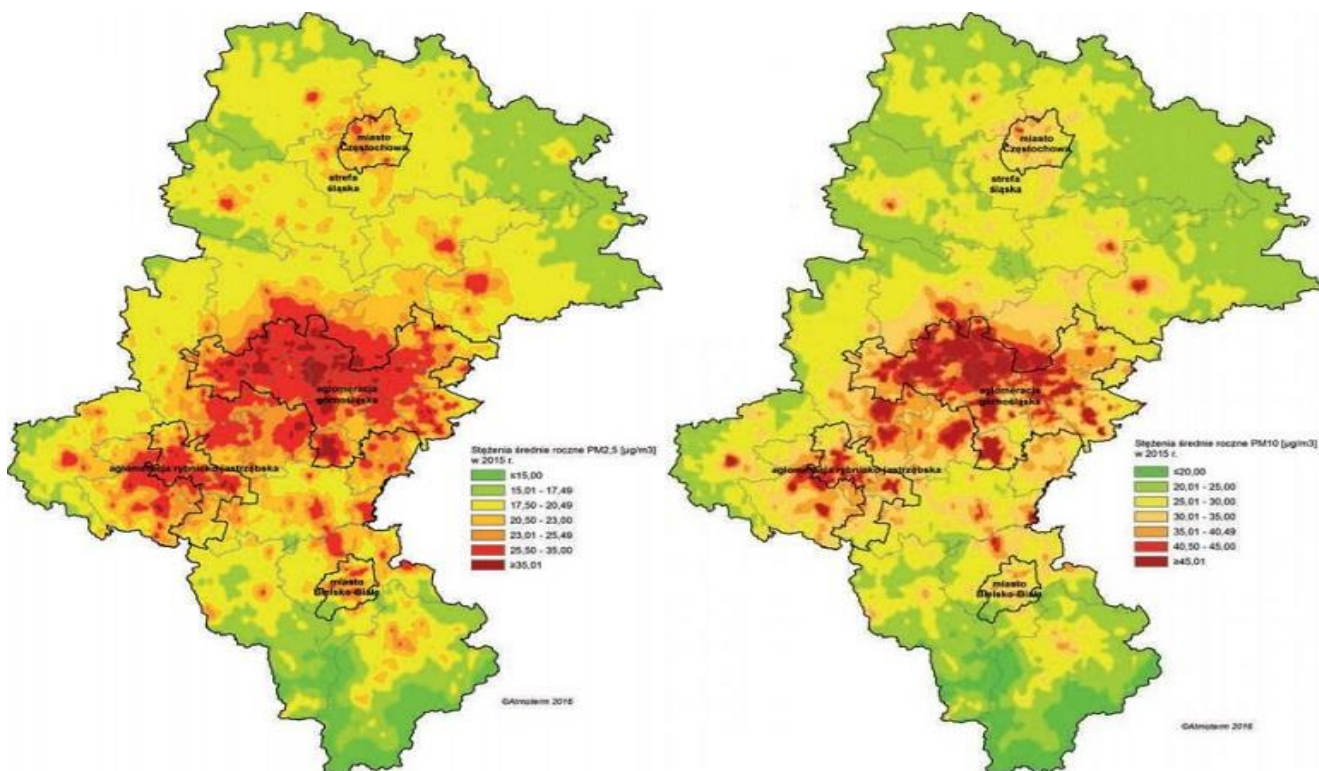 miasto
Częstochowa
strefa
śląska
aglomeracja
górnośląska
aglomeracja rybnicko-jastrzębska
miasto
Bielsko-Biała
Stężenia średnie roczne PM2,5 [µg/m3]
w 2015 r.
≤15,00
15,01 - 17,49
17,50 - 20,49
20,50 - 23,00
23,01 - 25,49
25,50 - 35,00
≥35,01
©Atmoterm 2016
miasto
Częstochowa
strefa
śląska
aglomeracja
górnośląska
aglomeracja rybnicko-jastrzębska
miasto
Bielsko-Biała
Stężenia średnie roczne PM10 [µg/m3]
w 2015 r.
≤20,00
20,01 - 25,00
25,01 - 30,00
30,01 - 35,00
35,01 - 40,49
40,50 - 45,00
≥45,01
©Atmoterm 2016